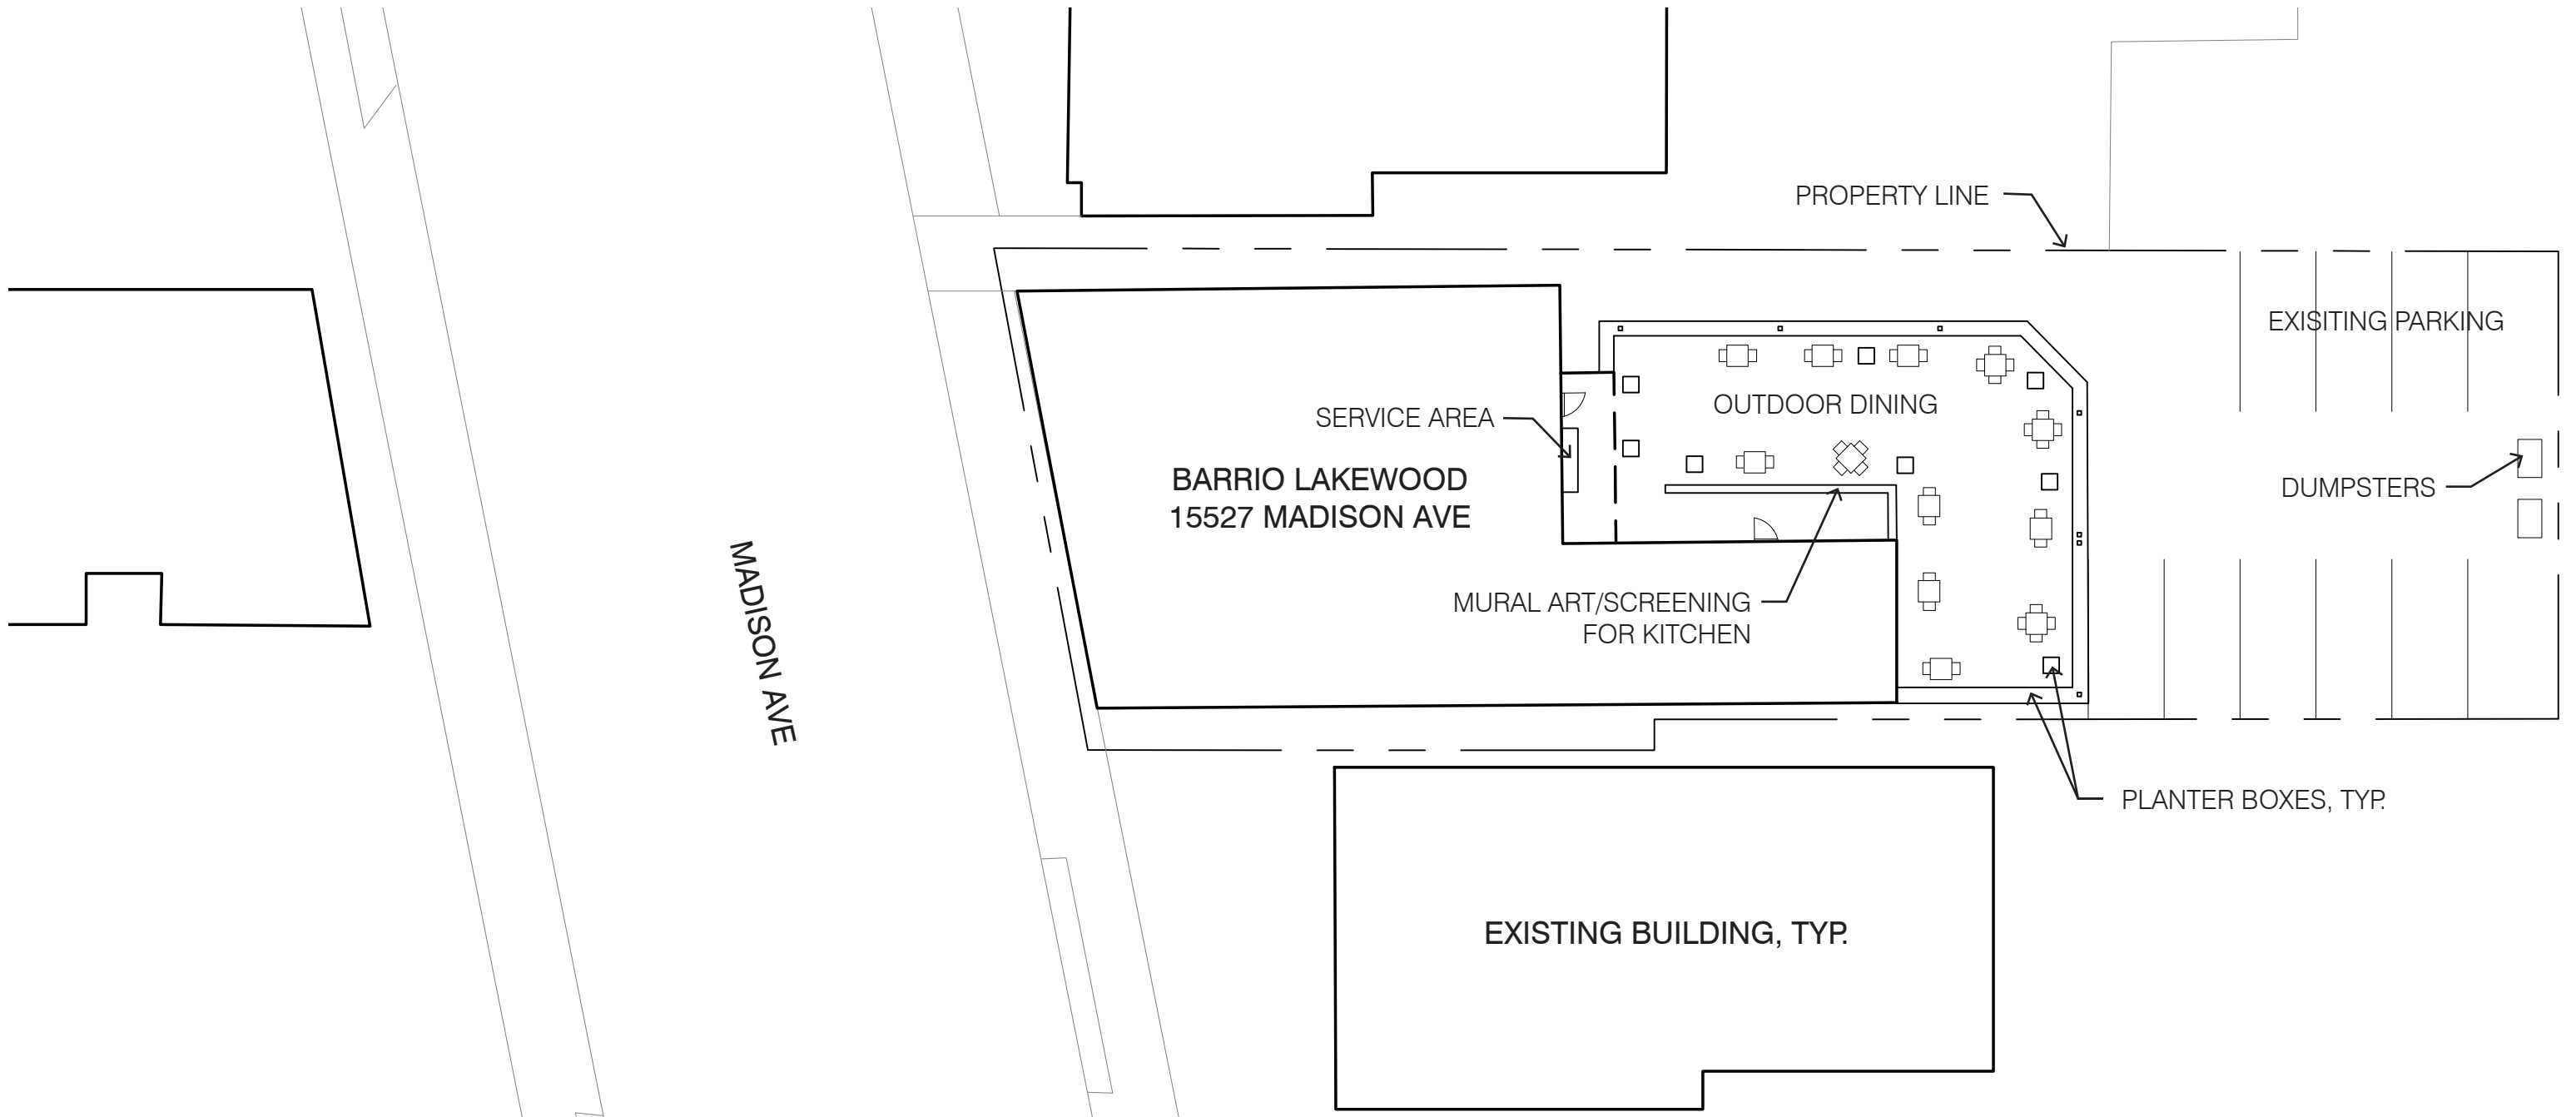 PROPERTY LINE
EXISITING PARKING
OUTDOOR DINING
SERVICE AREA
BARRIO LAKEWOOD
15527 MADISON AVE
DUMPSTERS
MADISON AVE
MURAL ART/SCREENING
FOR KITCHEN
PLANTER BOXES, TYP.
EXISTING BUILDING, TYP.